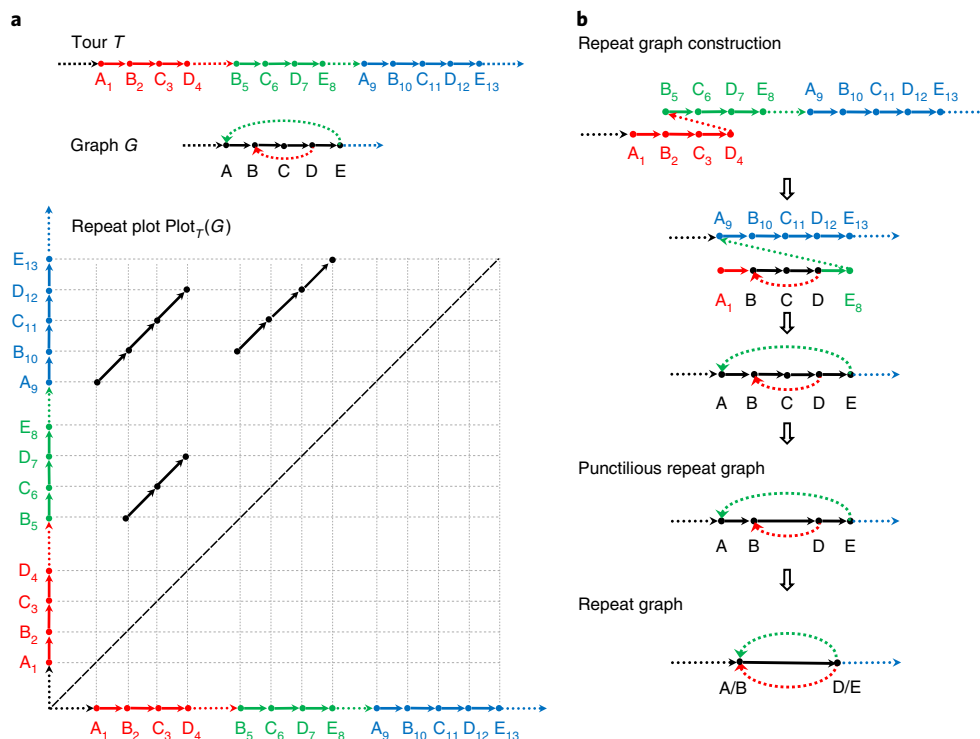 a
Tour T
A1 B2 C3 D4 B5 C6 D7 E8 A9 B10 C11 D12 E13
Graph G
A B C D E
Repeat plot PlotT(G)
E13
D12
C11
B10
A9
E8
D7
C6
B5
D4
C3
B2
A1
A1 B2 C3 D4 B5 C6 D7 E8 A9 B10 C11 D12 E13
b
Repeat graph construction
B5 C6 D7 E8 A9 B10 C11 D12 E13
A1 B2 C3 D4
A9 B10 C11 D12 E13
A1 B C D E8
A B C D E
Punctilious repeat graph
A B D E
Repeat graph
A/B D/E